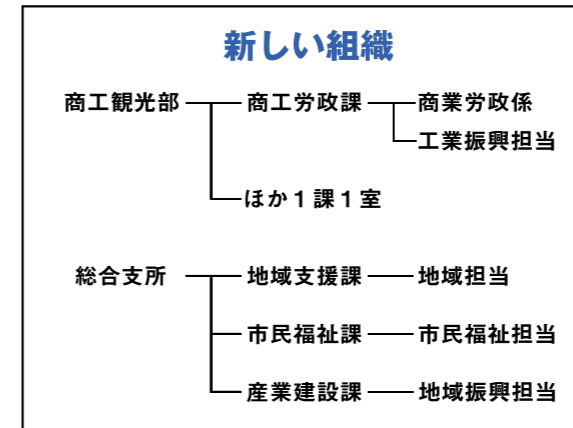 新しい組織
商工観光部 商工労政課 商業労政係
工業振興担当
ほか１課１室
総合支所 地域支援課 地域担当
市民福祉課 市民福祉担当
産業建設課 地域振興担当